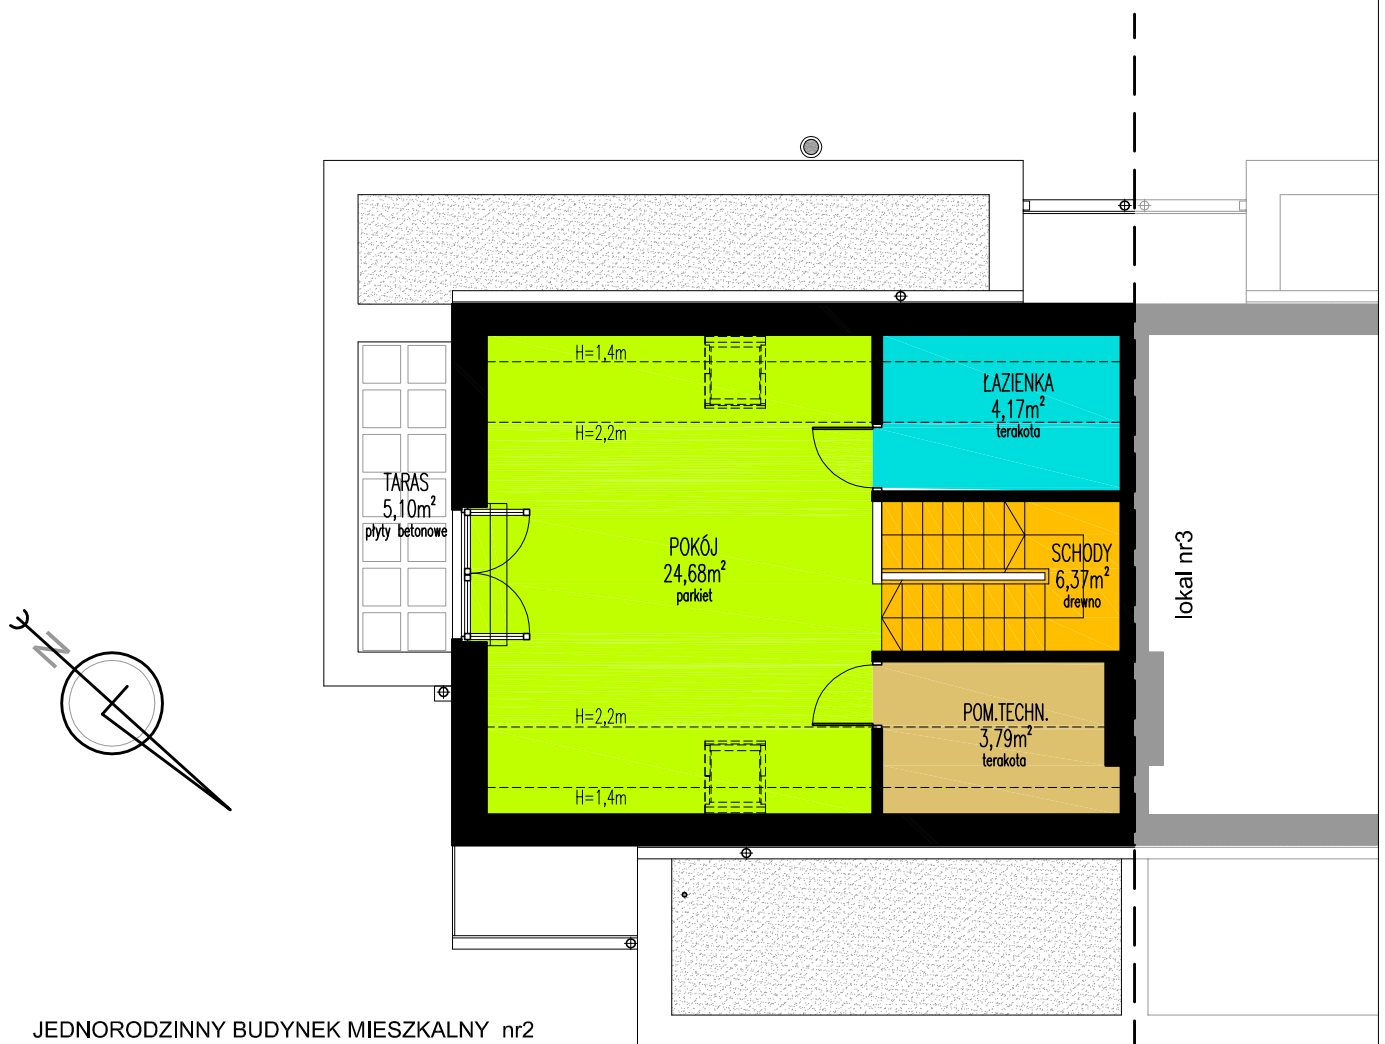 H=1,4m
ŁAZIENKA
4,17m²
terakota
H=2,2m
TARAS
5,10m²
płyty betonowe
POKÓJ
24,68m²
parkiet
SCHODY
6,37m²
drewno
lokal nr3
N
H=2,2m
POM.TECHN.
3,79m²
terakota
H=1,4m
JEDNORODZINNY BUDYNEK MIESZKALNY nr2